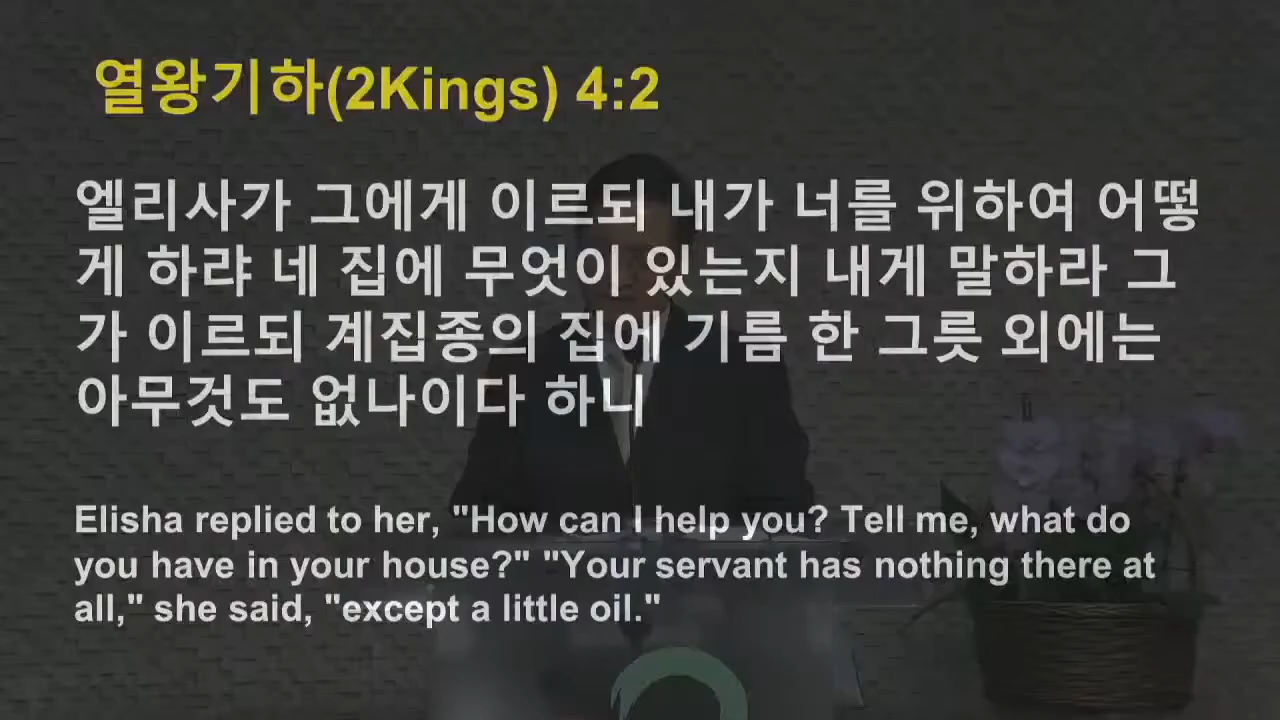 열왕기하(2Kings) 4:2
엘리사가 그에게 이르되 내가 너를 위하여 어떻
게 하랴 네 집에 무엇이 있는지 내게 말하라 그
가 이르되 계집종의 집에 기름 한 그릇 외에는
아무것도 없나이다 하니
Elisha replied to her, "How can I help you? Tell me, what do
you have in your house?" "Your servant has nothing there at
all," she said, "except a little oil."